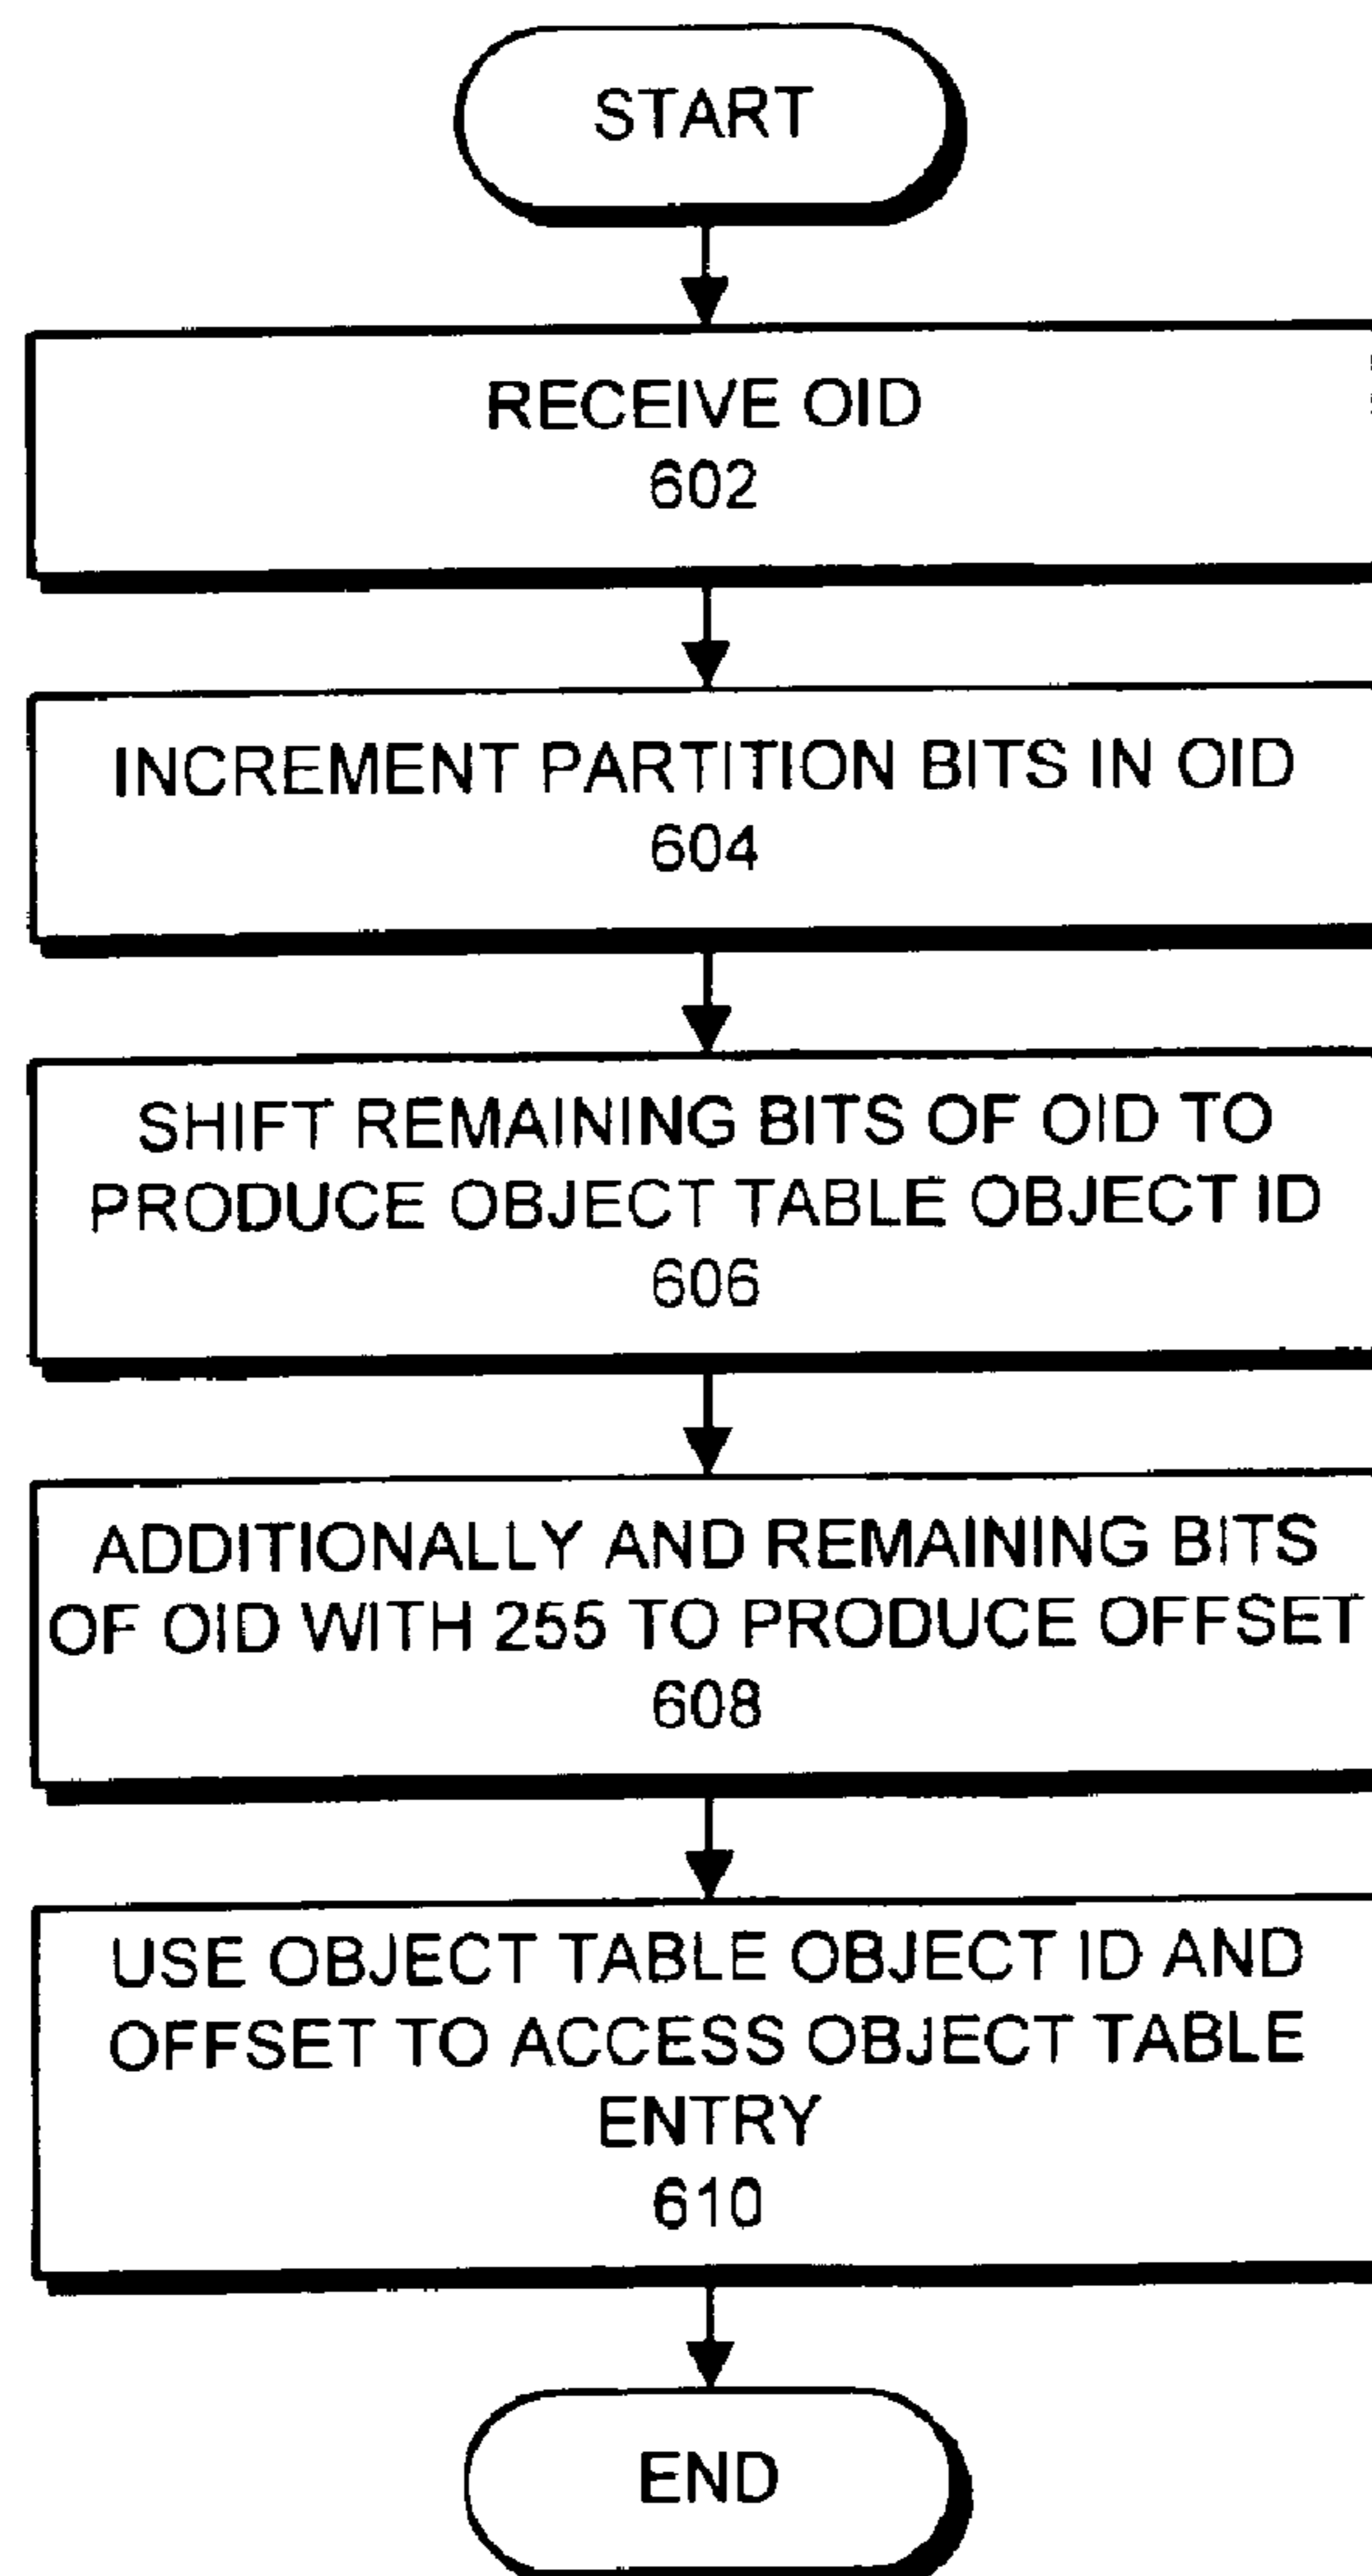 START
RECEIVE OID
602
INCREMENT PARTITION BITS IN OID
604
SHIFT REMAINING BITS OF OID TO
PRODUCE OBJECT TABLE OBJECT ID
606
ADDITIONALLY AND REMAINING BITS
OF OID WITH 255 TO PRODUCE OFFSET
608
USE OBJECT TABLE OBJECT ID AND
OFFSET TO ACCESS OBJECT TABLE
ENTRY
610
END